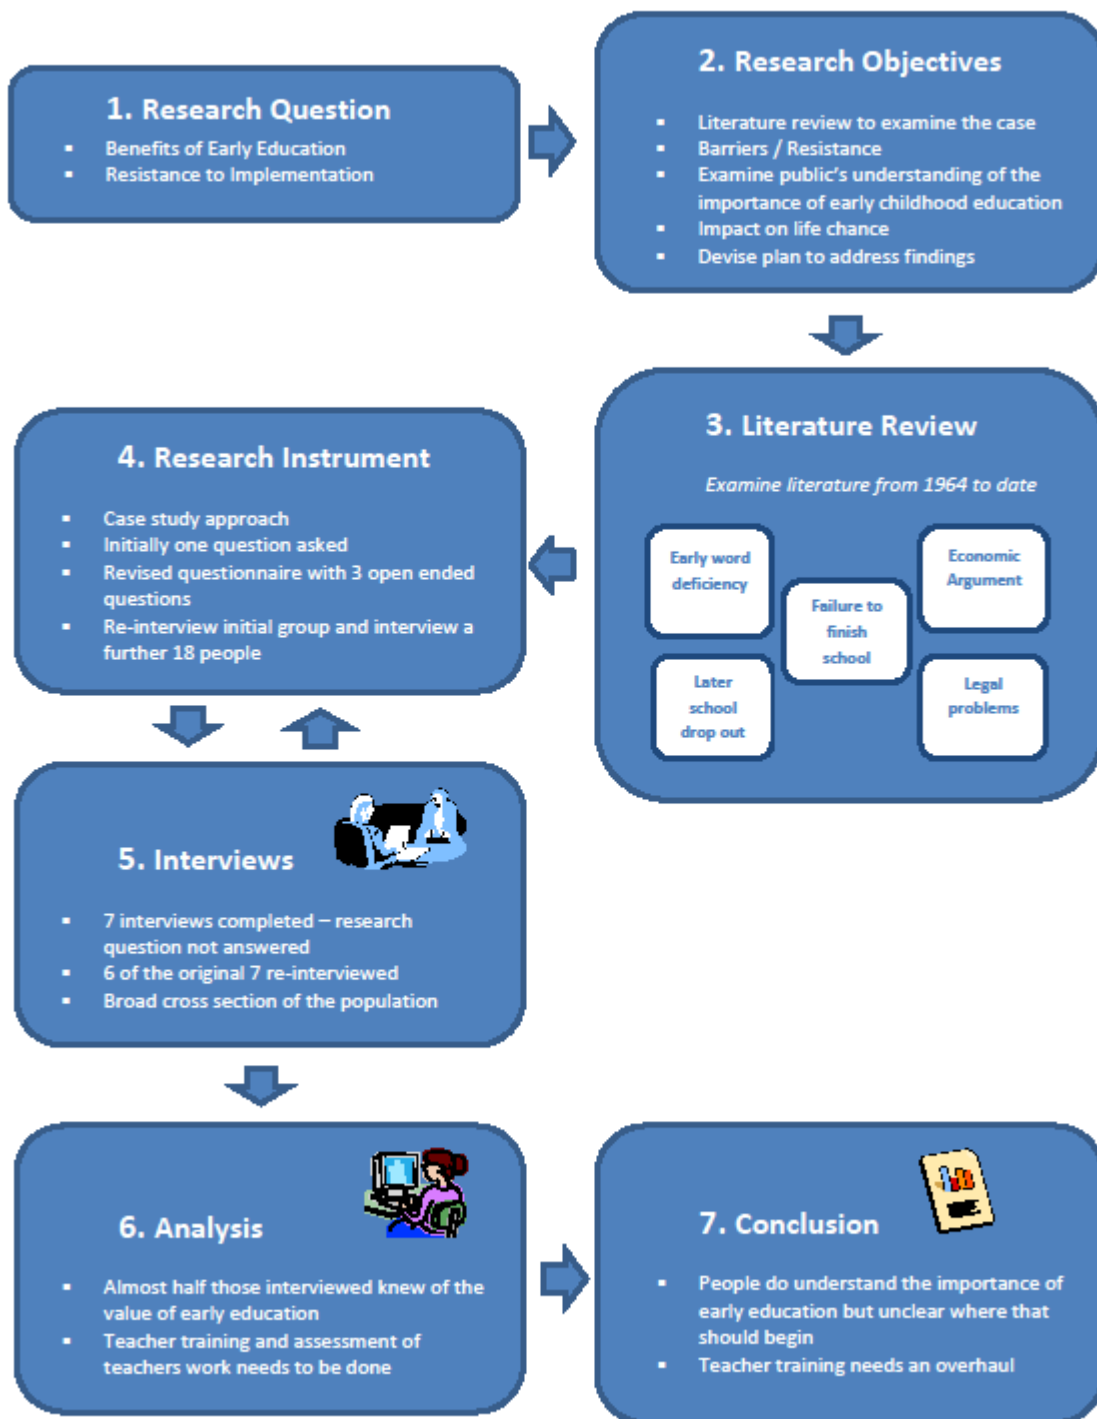 1. Research Question
▪ Benefits of Early Education
▪ Resistance to Implementation
2. Research Objectives
▪ Literature review to examine the case
▪ Barriers / Resistance
▪ Examine public's understanding of the
importance of early childhood education
▪ Impact on life chance
▪ Devise plan to address findings
3. Literature Review
Examine literature from 1964 to date
Early word
deficiency
Economic
Argument
Failure to
finish
school
Later
school
drop out
Legal
problems
4. Research Instrument
▪ Case study approach
▪ Initially one question asked
▪ Revised questionnaire with 3 open ended
questions
▪ Re-interview initial group and interview a
further 18 people
5. Interviews
▪ 7 interviews completed – research
question not answered
▪ 6 of the original 7 re-interviewed
▪ Broad cross section of the population
6. Analysis
▪ Almost half those interviewed knew of the
value of early education
▪ Teacher training and assessment of
teachers work needs to be done
7. Conclusion
▪ People do understand the importance of
early education but unclear where that
should begin
▪ Teacher training needs an overhaul